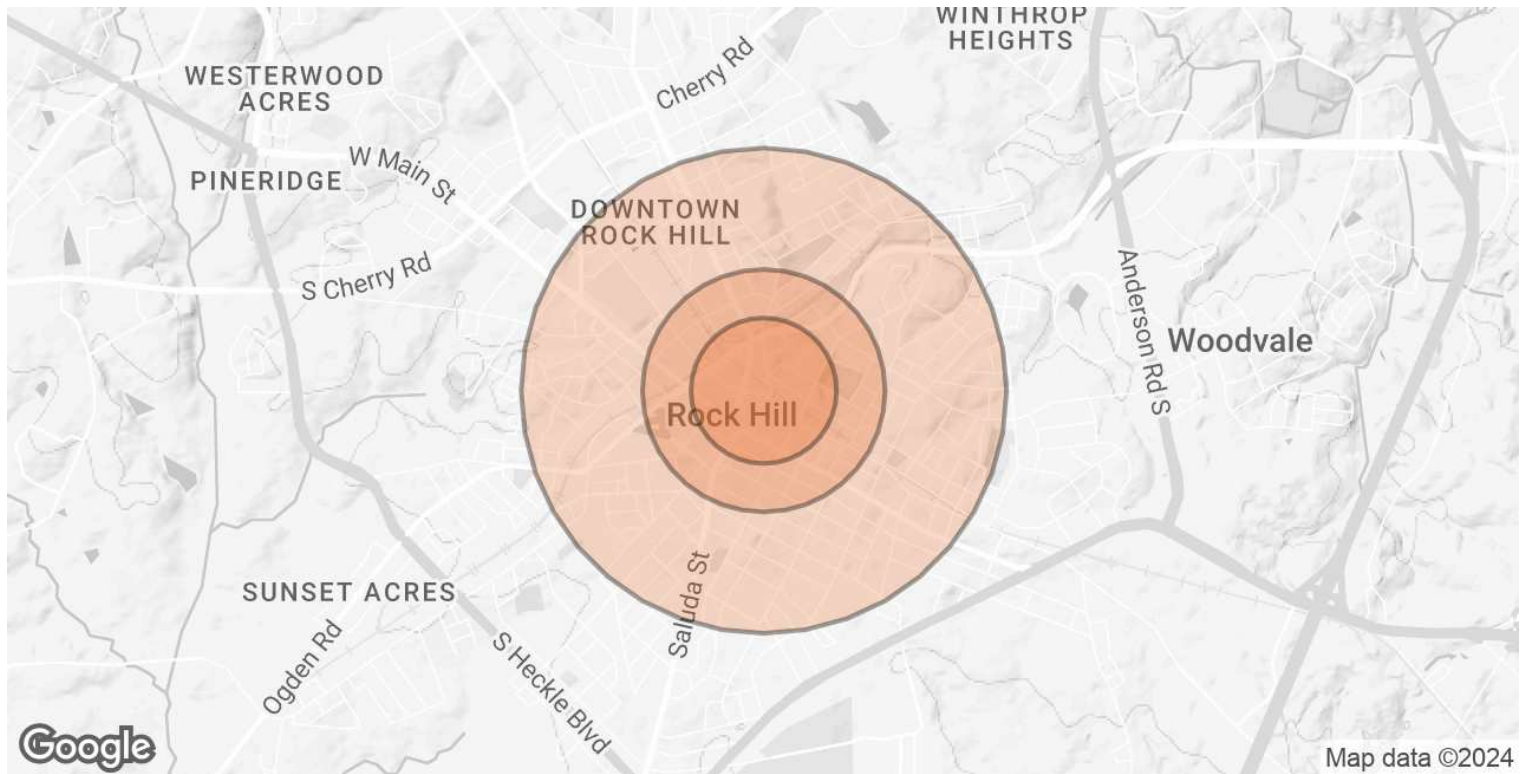 WINTHROP
HEIGHTS
WESTERWOOD
ACRES
Cherry Rd
W Main St
PINERIDGE
DOWNTOWN
ROCK HILL
S Cherry Rd
Anderson Rd S
Woodvale
Rock Hill
SUNSET ACRES
Saluda St
Ogden Rd
S Heckle Blvd
Google
Map data ©2024